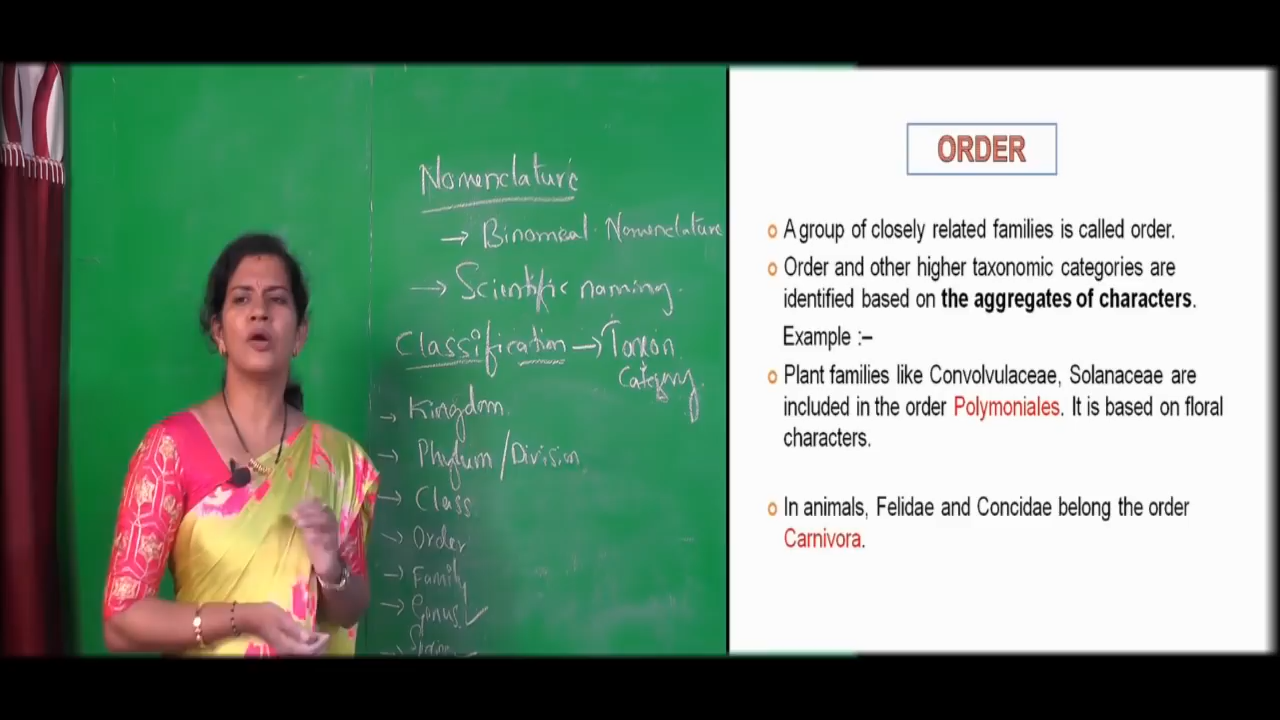 Nomenclature
→ Binomial Nomenclature
→ Scientific naming.
Classification → Taxon
Category.
→ Kingdom.
→ Phylum / Division
→ Class
→ Order
→ Family
→ Genus ✓
ORDER
A group of closely related families is called order.
Order and other higher taxonomic categories are
identified based on the aggregates of characters.
Example :–
Plant families like Convolvulaceae, Solanaceae are
included in the order Polymoniales. It is based on floral
characters.
In animals, Felidae and Concidae belong the order
Carnivora.